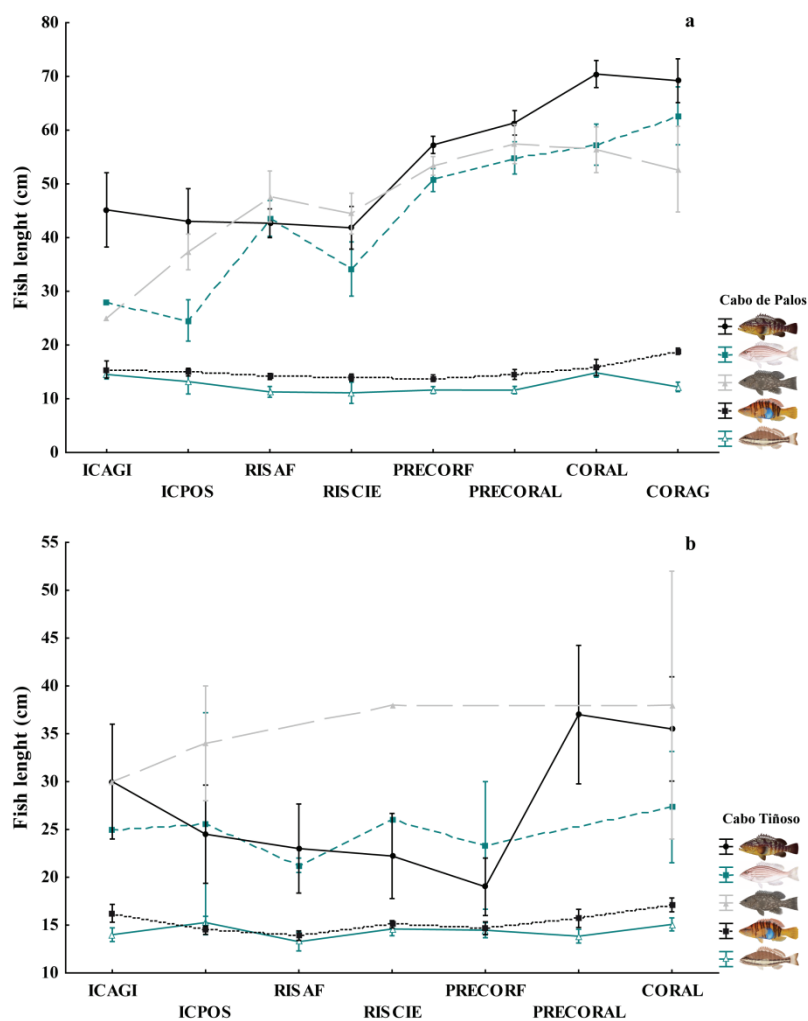 a
80
70
60
50
40
30
20
10
0
Fish lenght (cm)
ICAGI
ICPOS
RISAF
RISCIE
PRECORF
PRECORAL
CORAL
CORAG
Cabo de Palos
b
55
50
45
40
35
30
25
20
15
10
Fish lenght (cm)
ICAGI
ICPOS
RISAF
RISCIE
PRECORF
PRECORAL
CORAL
Cabo Tiñoso